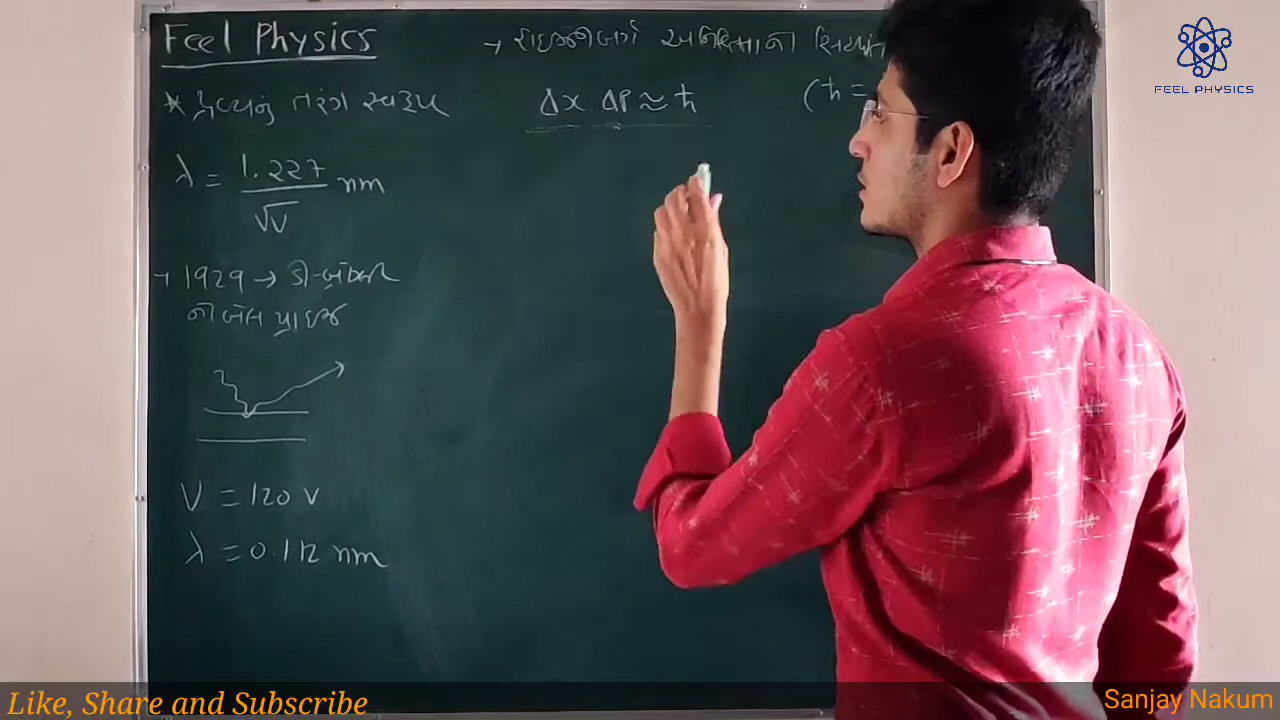 Feel Physics
* દ્રવ્યનું તરંગ સ્વરૂપ
λ = 1.227 / √V nm
→ 1929 → ડી-બ્રોગ્લી
નોબેલ પ્રાઇઝ
V = 120 V
λ = 0.112 nm
→ હાઇઝનબર્ગ અનિશ્ચિતતાનો સિદ્ધાંત
Δx ΔP ≈ ħ
(ħ =
FEEL PHYSICS
Like, Share and Subscribe
Sanjay Nakum